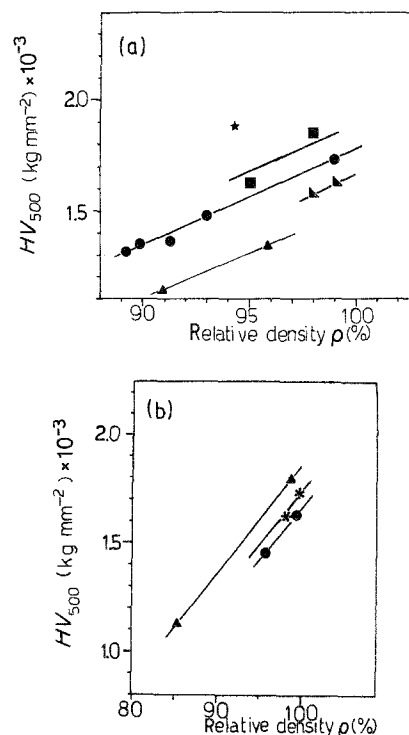 (a)
HV500 (kg mm−2) × 10−3
2.0
1.5
90 95 100
Relative density ρ(%)
(b)
HV500 (kg mm−2) × 10−3
2.0
1.5
1.0
80 90 100
Relative density ρ(%)